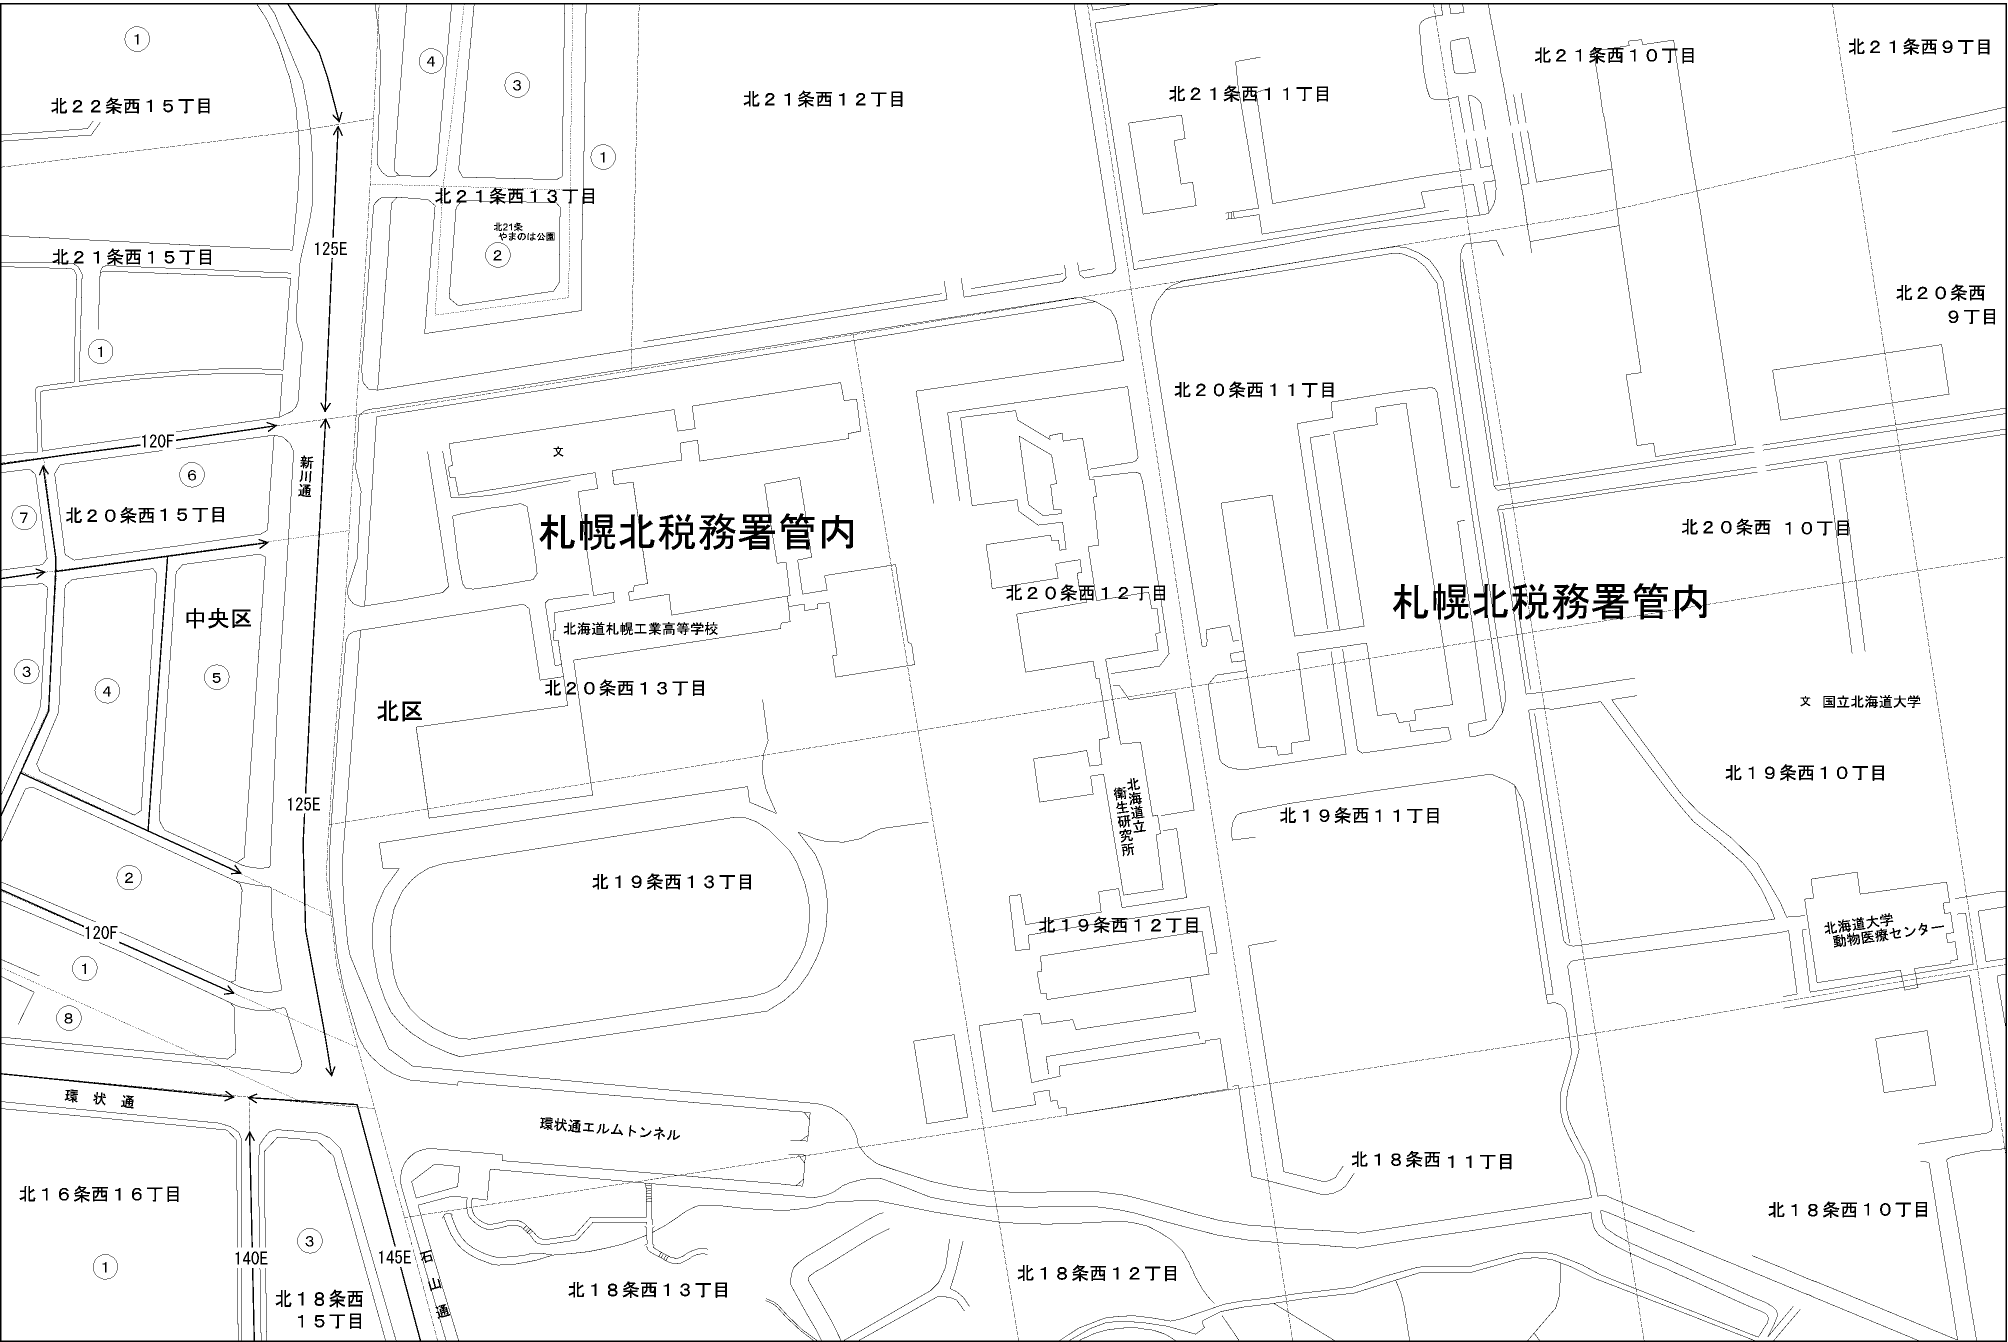 ①
北２２条西１５丁目
④
③
①
北２１条西１２丁目
北２１条西１１丁目
北２１条西１０丁目
北２１条西９丁目
北２１条西１３丁目
北21条
やまのは公園
②
125E
北２１条西１５丁目
①
北２０条西
９丁目
北２０条西１１丁目
120F
⑥
新川通
文
⑦
北２０条西１５丁目
札幌北税務署管内
北２０条西 １０丁目
北２０条西１２丁目
札幌北税務署管内
中央区
北海道札幌工業高等学校
③
④
⑤
北２０条西１３丁目
北区
文 国立北海道大学
北１９条西１０丁目
125E
北海道立
衛生研究所
北１９条西１１丁目
②
北１９条西１３丁目
北１９条西１２丁目
北海道大学
動物医療センター
120F
①
⑧
環状通
環状通エルムトンネル
北１６条西１６丁目
北１８条西１１丁目
北１８条西１０丁目
①
③
140E
145E
石山通
北１８条西
１５丁目
北１８条西１３丁目
北１８条西１２丁目